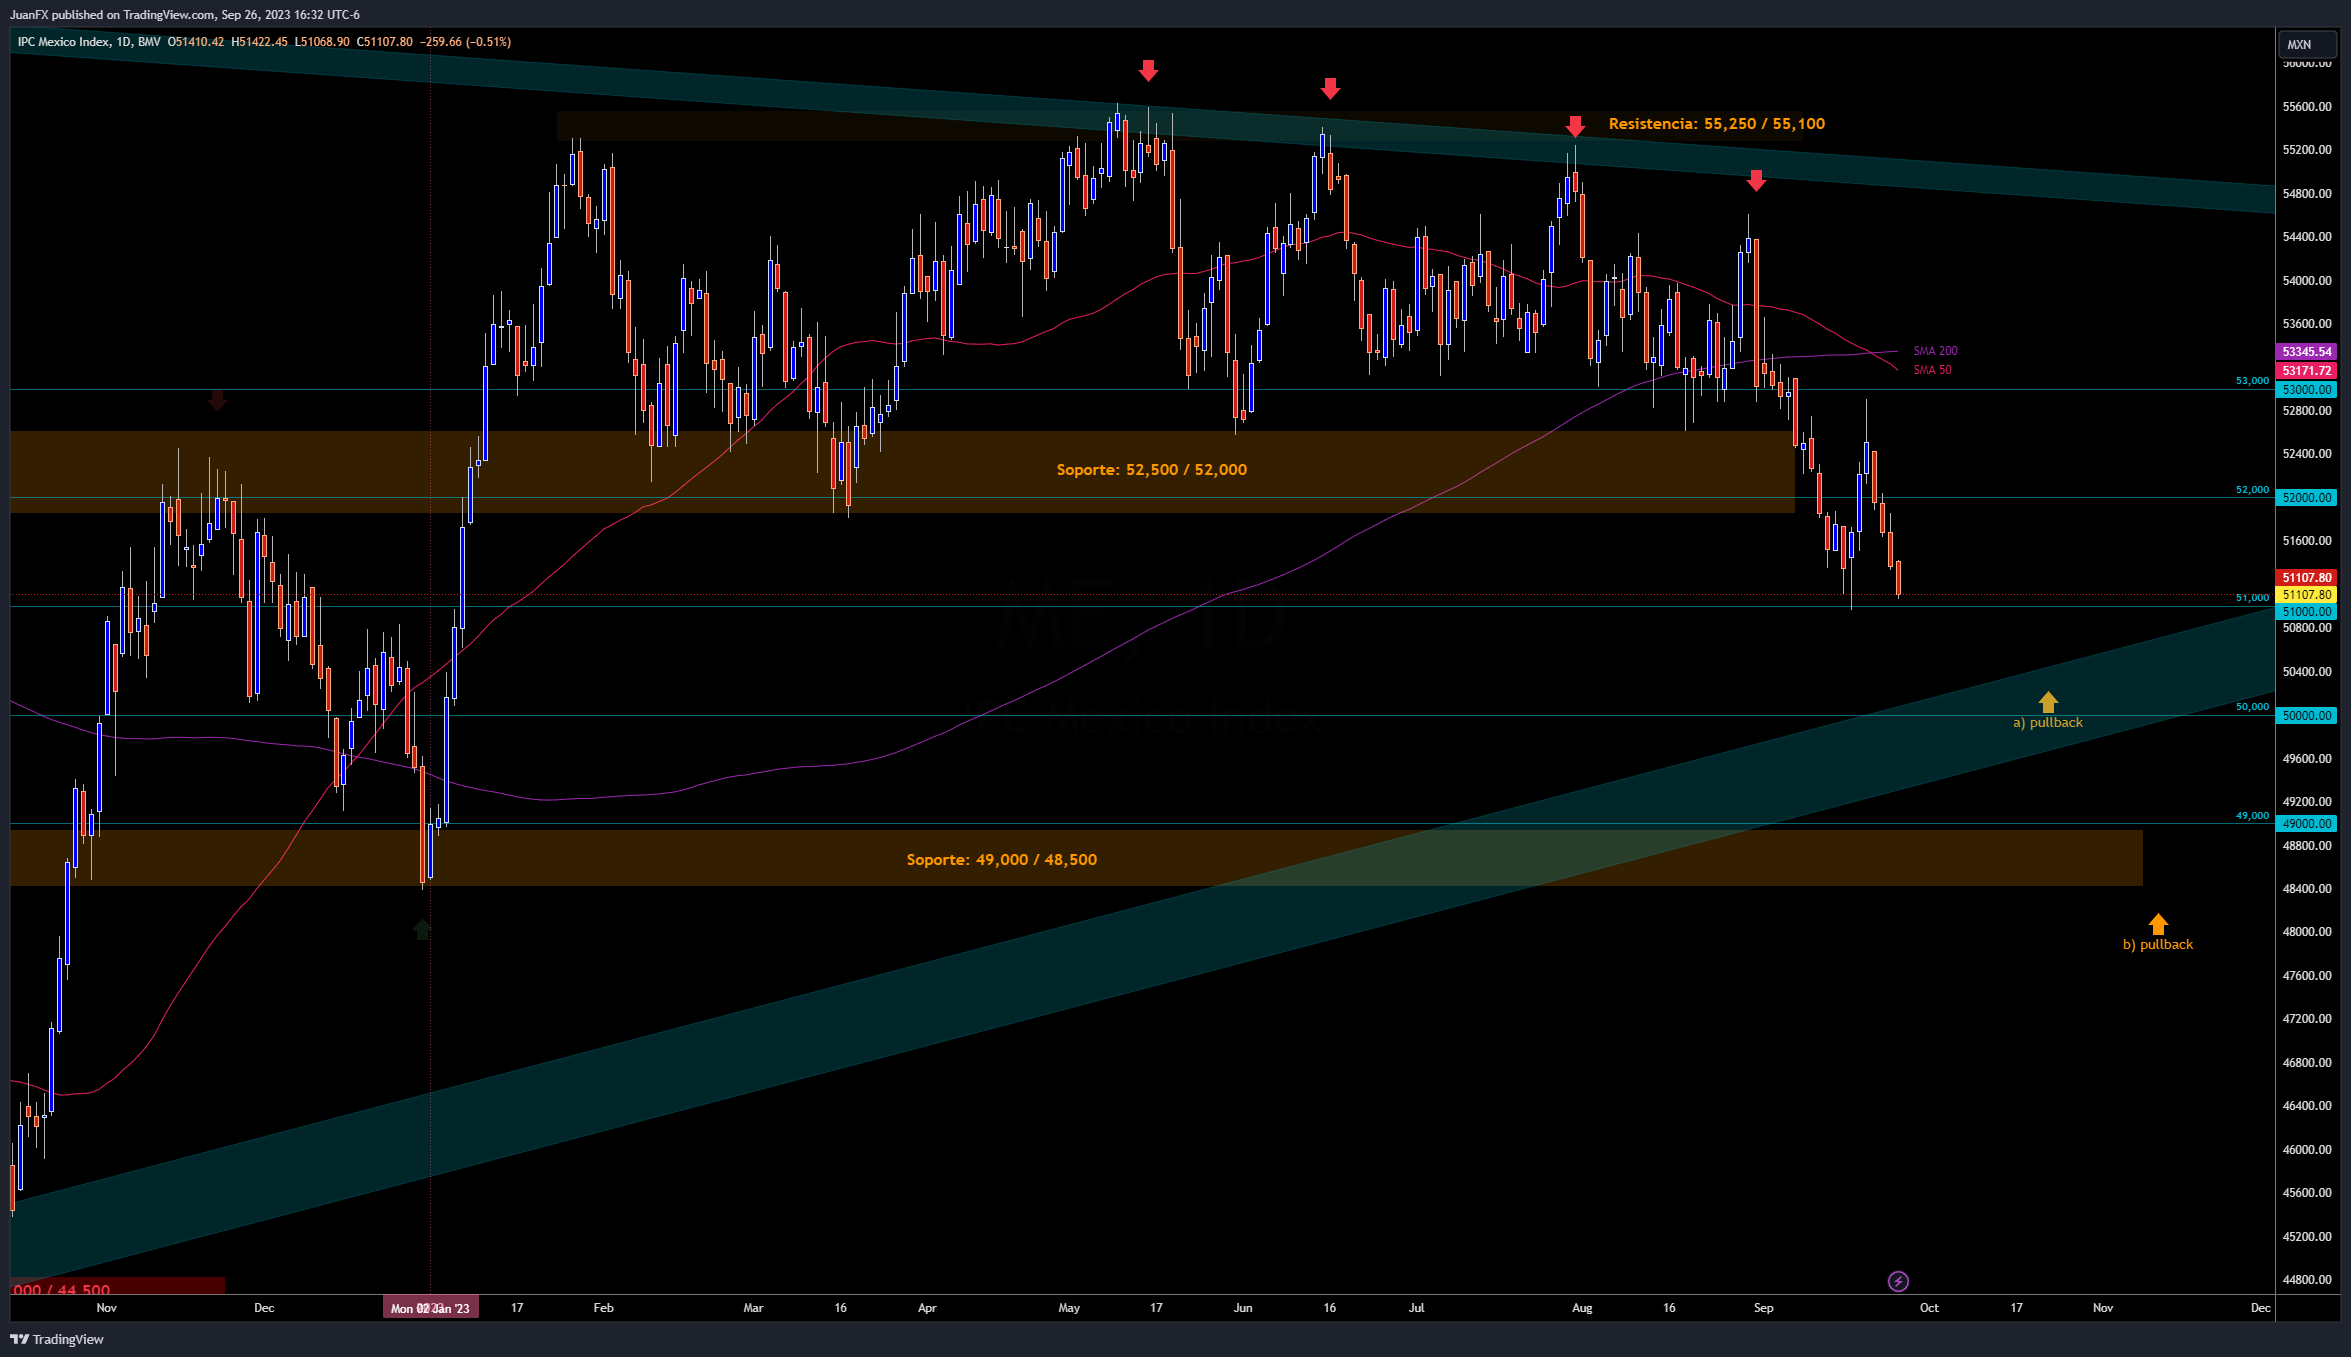 JuanFX published on TradingView.com, Sep 26, 2023 16:32 UTC-6
IPC Mexico Index, 1D, BMV O51410.42 H51422.45 L51068.90 C51107.80 −259.66 (−0.51%)
MXN
56000.00
55600.00
Resistencia: 55,250 / 55,100
55200.00
54800.00
54400.00
54000.00
53600.00
SMA 200
53345.54
SMA 50
53171.72
53,000
53000.00
52800.00
52400.00
Soporte: 52,500 / 52,000
52,000
52000.00
51600.00
51107.80
51107.80
51,000
51000.00
ME, 1D
50800.00
50400.00
50,000
50000.00
a) pullback
IPC Mexico Index
49600.00
49200.00
49,000
49000.00
48800.00
Soporte: 49,000 / 48,500
48400.00
48000.00
b) pullback
47600.00
47200.00
46800.00
46400.00
46000.00
45600.00
45200.00
44800.00
000 / 44,500
Nov Dec Mon 02 Jan '23 17 Feb Mar 16 Apr May 17 Jun 16 Jul Aug 16 Sep Oct 17 Nov Dec
TradingView